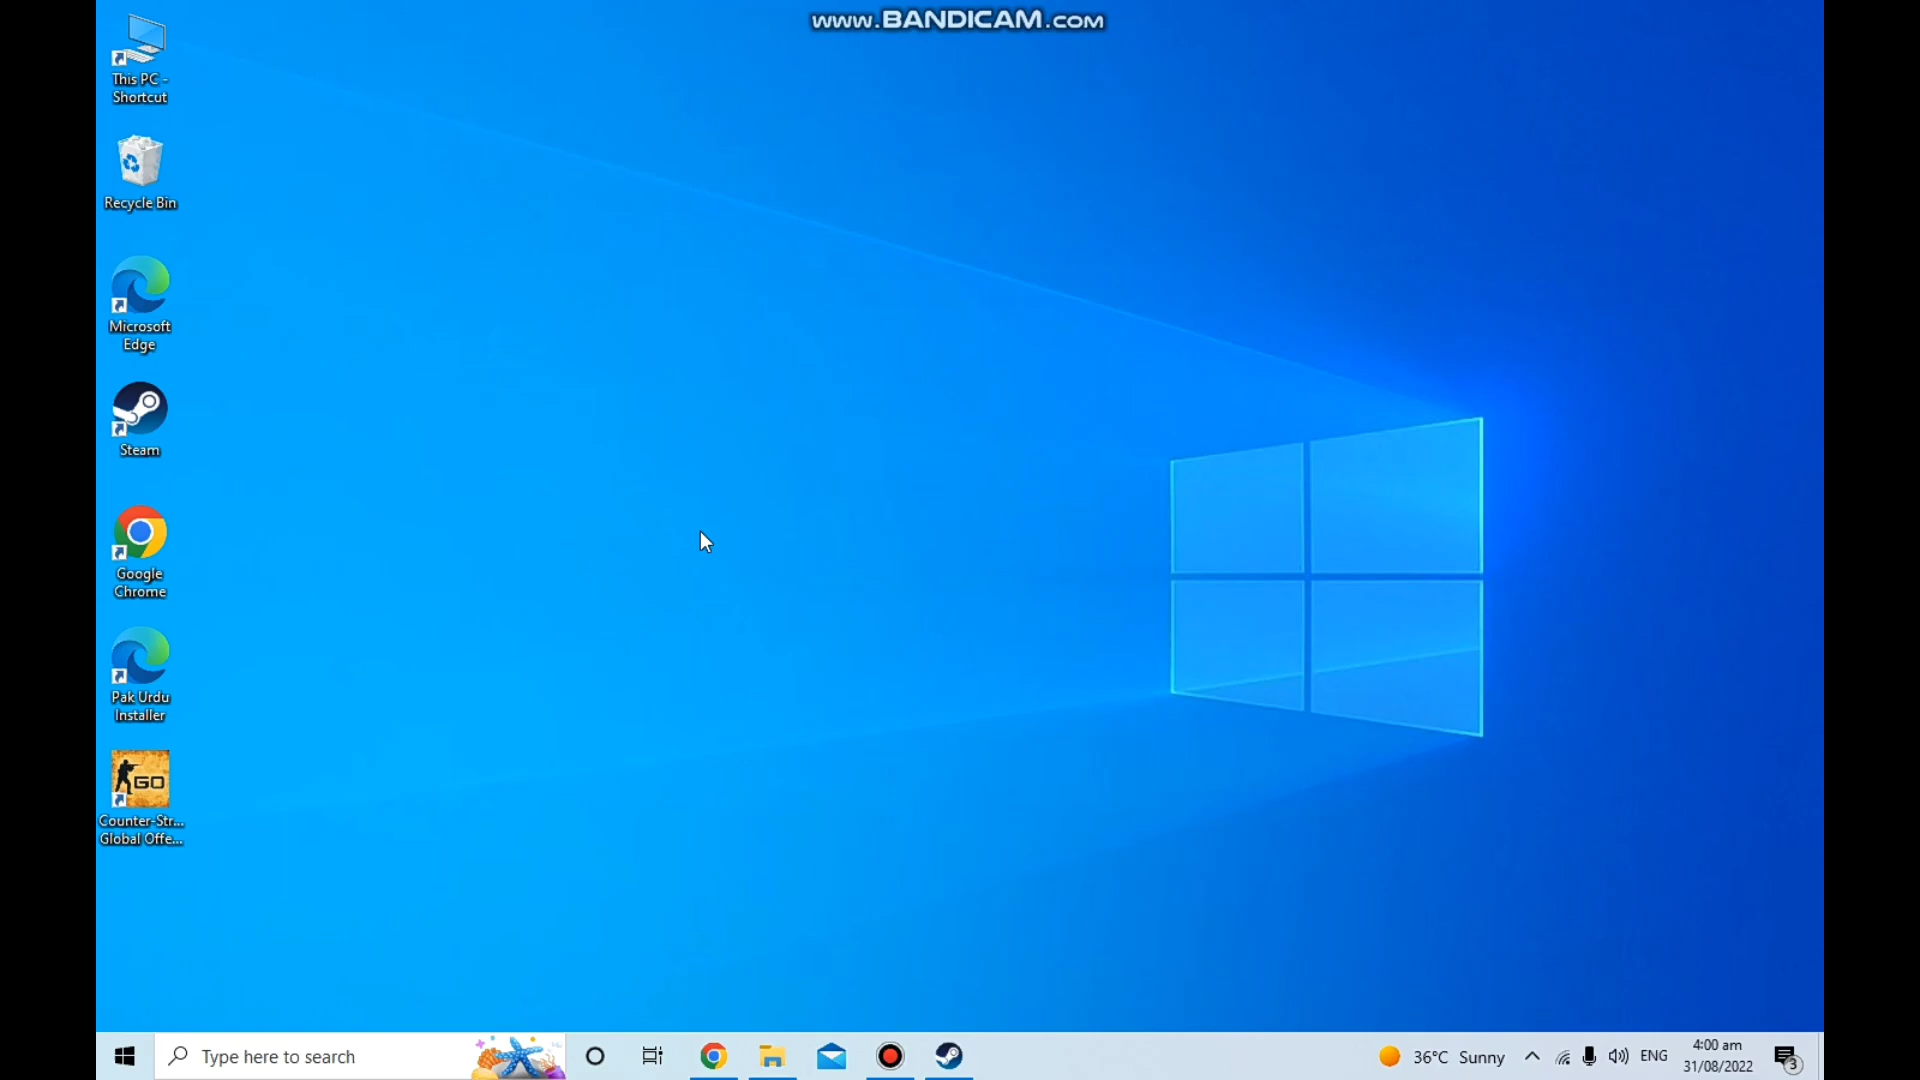 www.BANDICAM.com
This PC -
Shortcut
Recycle Bin
Microsoft
Edge
Steam
Google
Chrome
Pak Urdu
Installer
GO
Counter-Str...
Global Offe...
Type here to search
36°C Sunny
ENG
4:00 am
31/08/2022
3